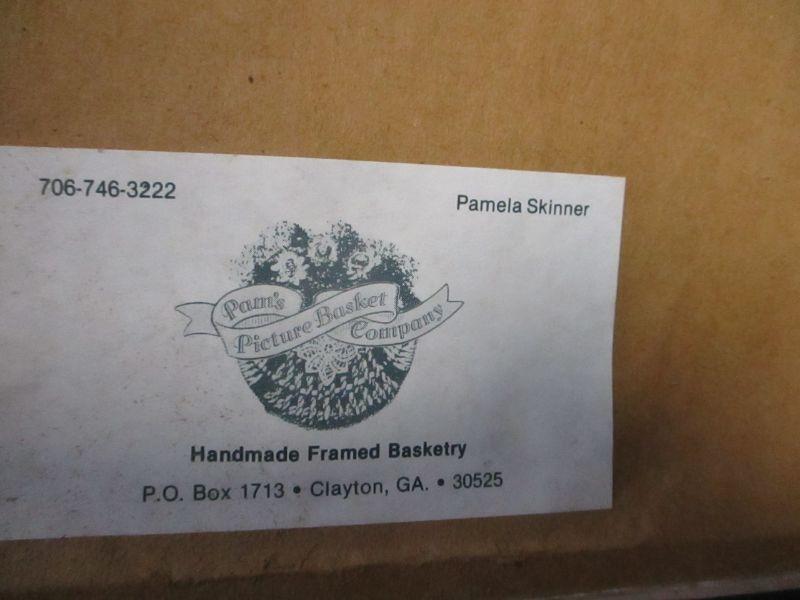 706-746-3222
Pamela Skinner
Pam's
Picture Basket
Company
Handmade Framed Basketry
P.O. Box 1713 • Clayton, GA. • 30525